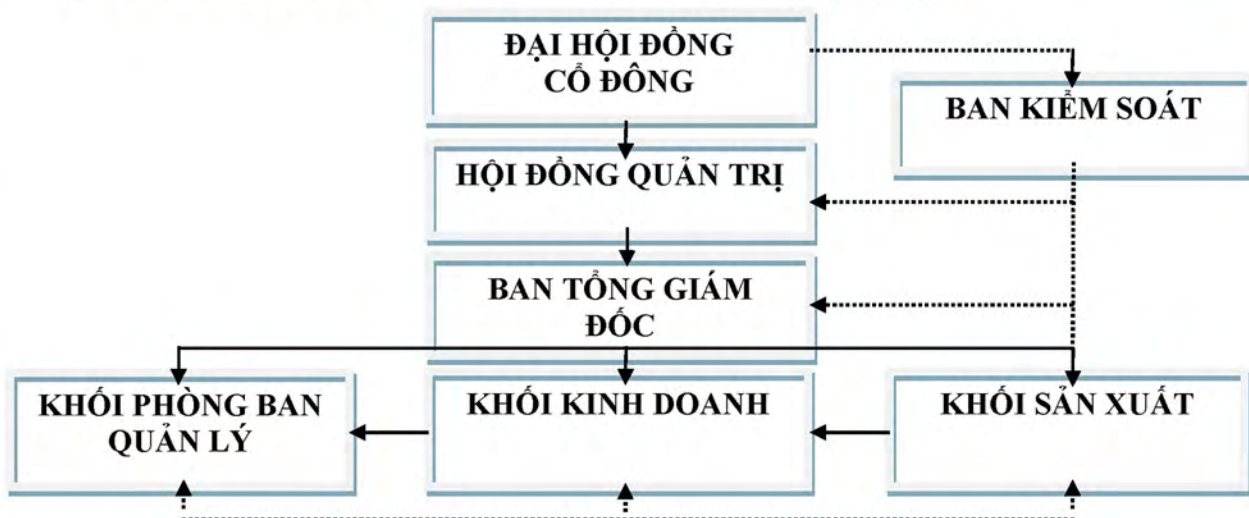 ĐẠI HỘI ĐỒNG
CỔ ĐÔNG
BAN KIỂM SOÁT
HỘI ĐỒNG QUẢN TRỊ
BAN TỔNG GIÁM
ĐỐC
KHỐI PHÒNG BAN
QUẢN LÝ
KHỐI KINH DOANH
KHỐI SẢN XUẤT